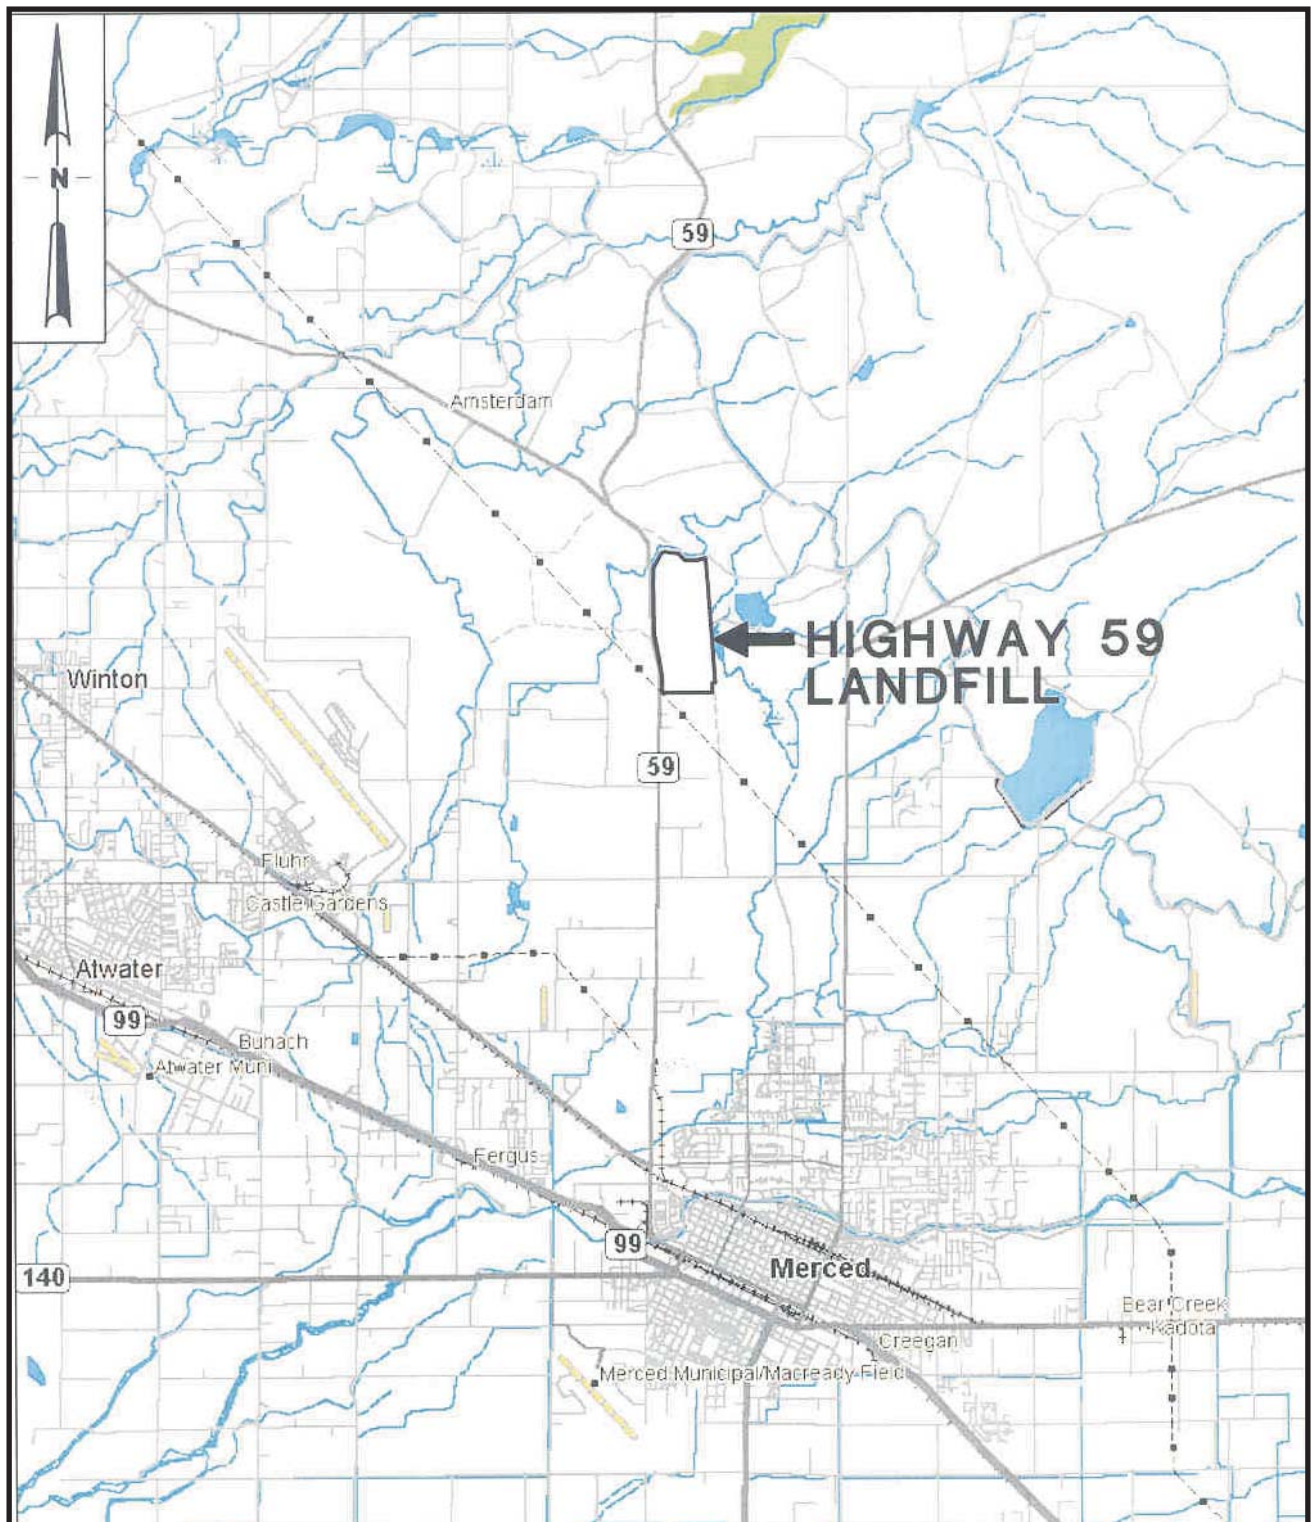 N
59
Amsterdam
HIGHWAY 59
LANDFILL
Winton
59
Fluhr
Castle Gardens
Atwater
99
Buhach
Atwater Muni
Fergus
99
140
Merced
Bear Creek
Kadota
Creegan
Merced Municipal/Macready Field